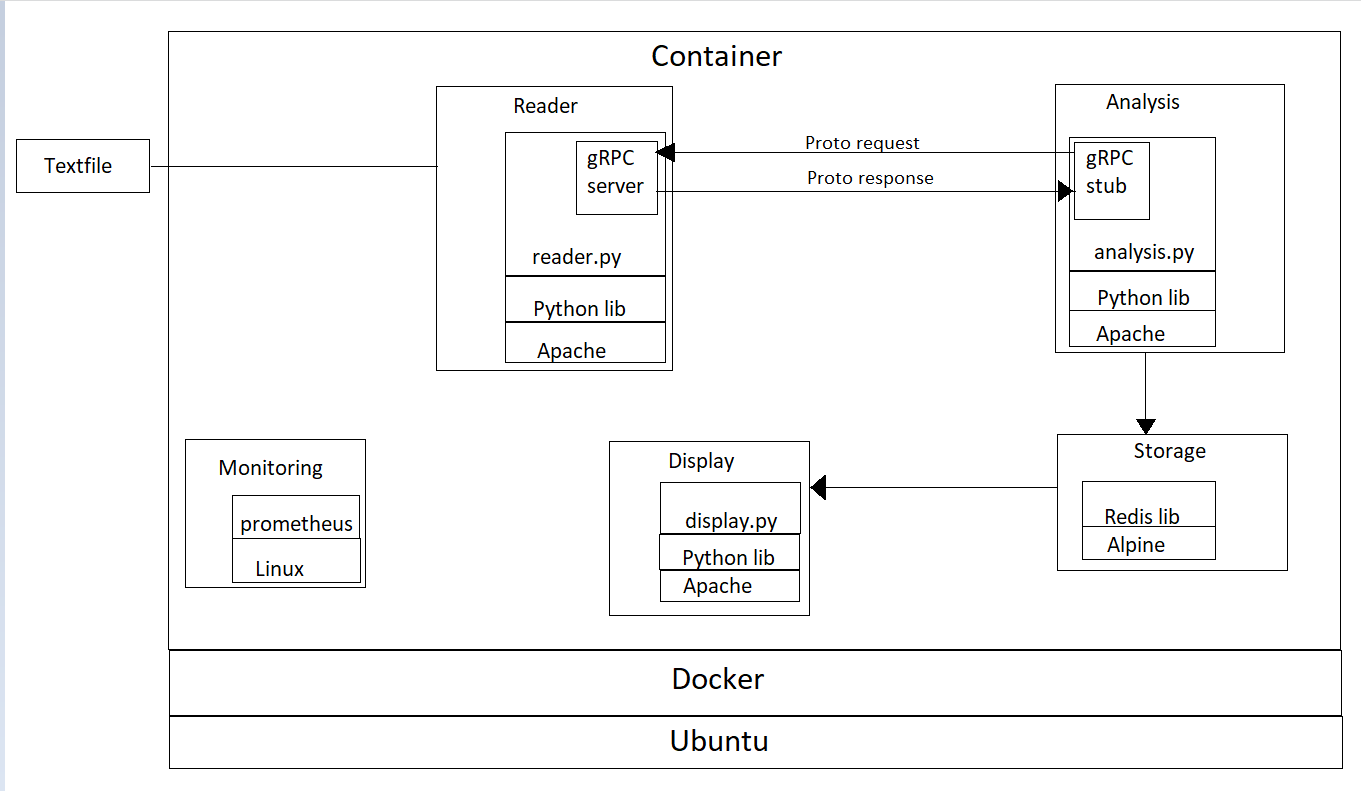 Container
Textfile
Reader
gRPC
server
reader.py
Python lib
Apache
Proto request
Proto response
Analysis
gRPC
stub
analysis.py
Python lib
Apache
Monitoring
prometheus
Linux
Display
display.py
Python lib
Apache
Storage
Redis lib
Alpine
Docker
Ubuntu